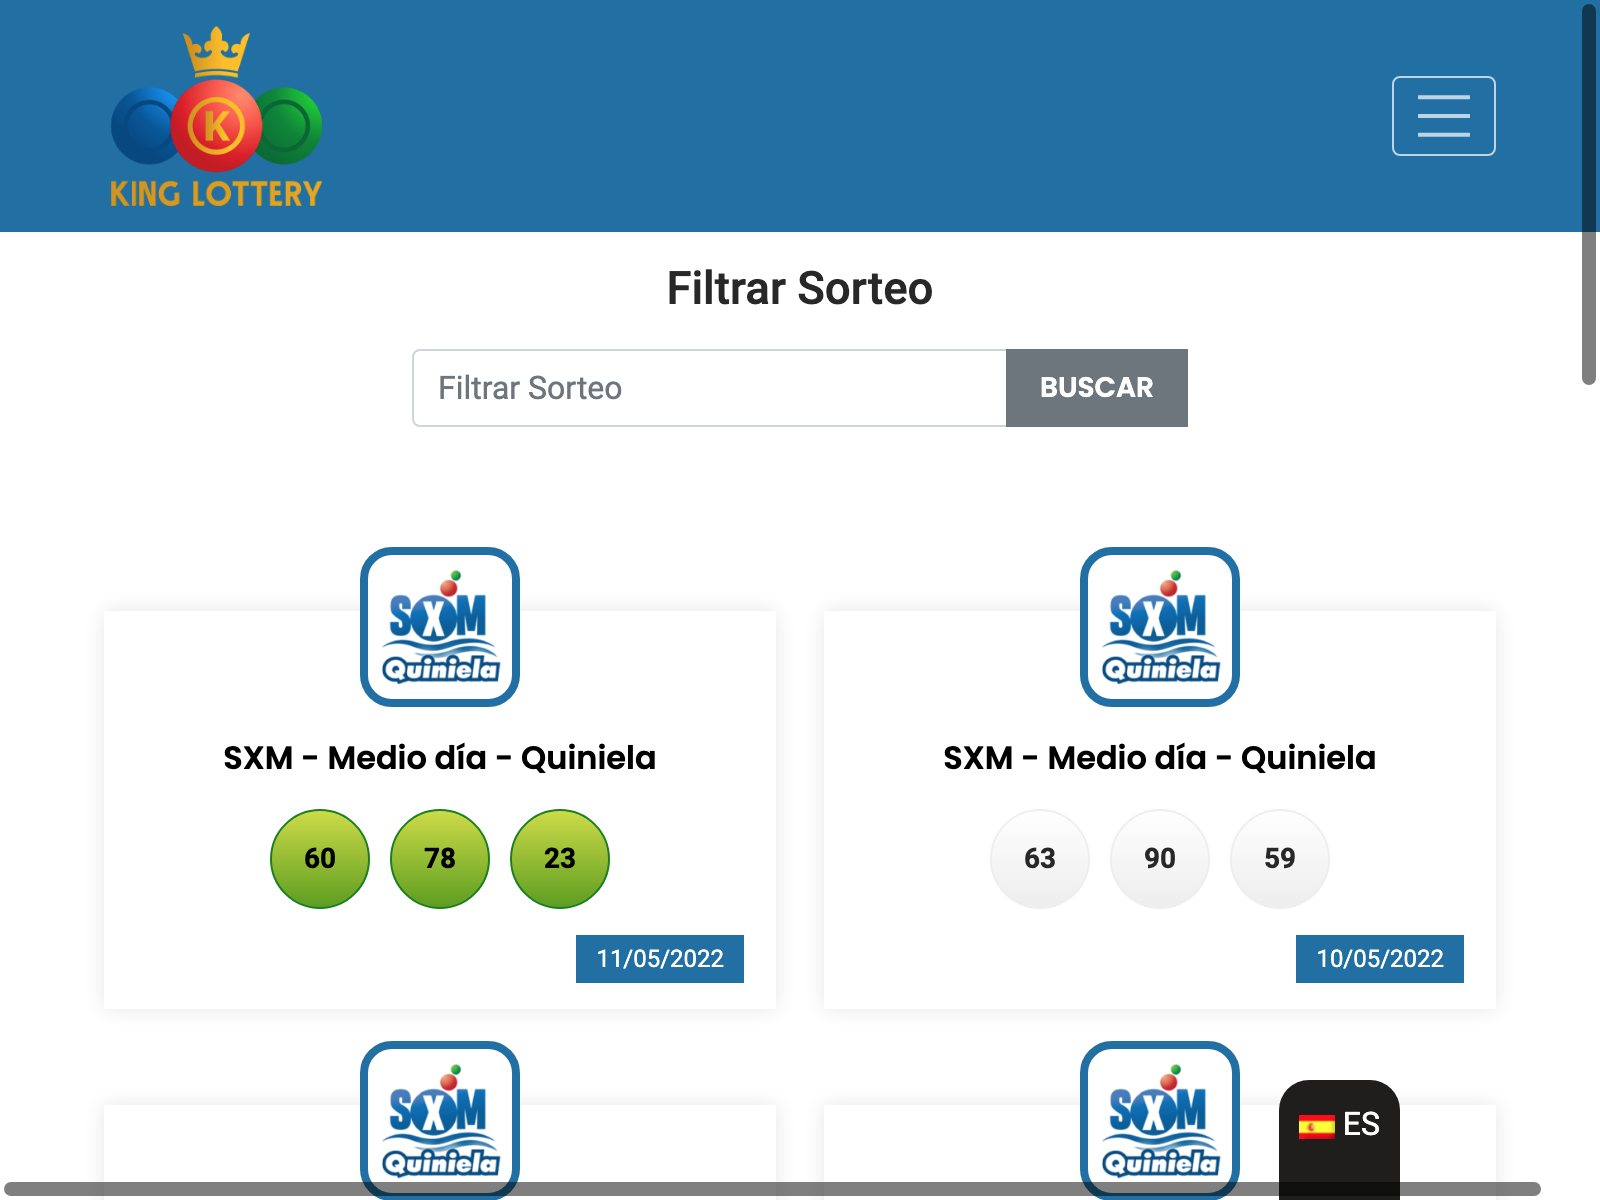 K
KING LOTTERY
Filtrar Sorteo
Filtrar Sorteo
BUSCAR
SXM
Quiniela
SXM - Medio día - Quiniela
60 78 23
11/05/2022
SXM
Quiniela
SXM - Medio día - Quiniela
63 90 59
10/05/2022
SXM
Quiniela
SXM
Quiniela
ES